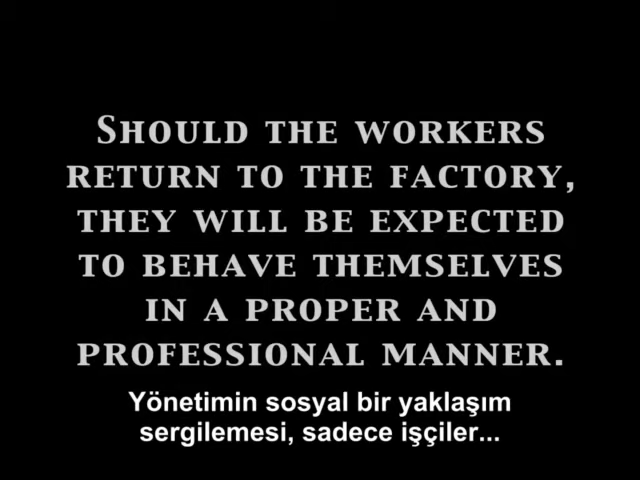 SHOULD THE WORKERS
RETURN TO THE FACTORY,
THEY WILL BE EXPECTED
TO BEHAVE THEMSELVES
IN A PROPER AND
PROFESSIONAL MANNER.
Yönetimin sosyal bir yaklaşım
sergilemesi, sadece işçiler...